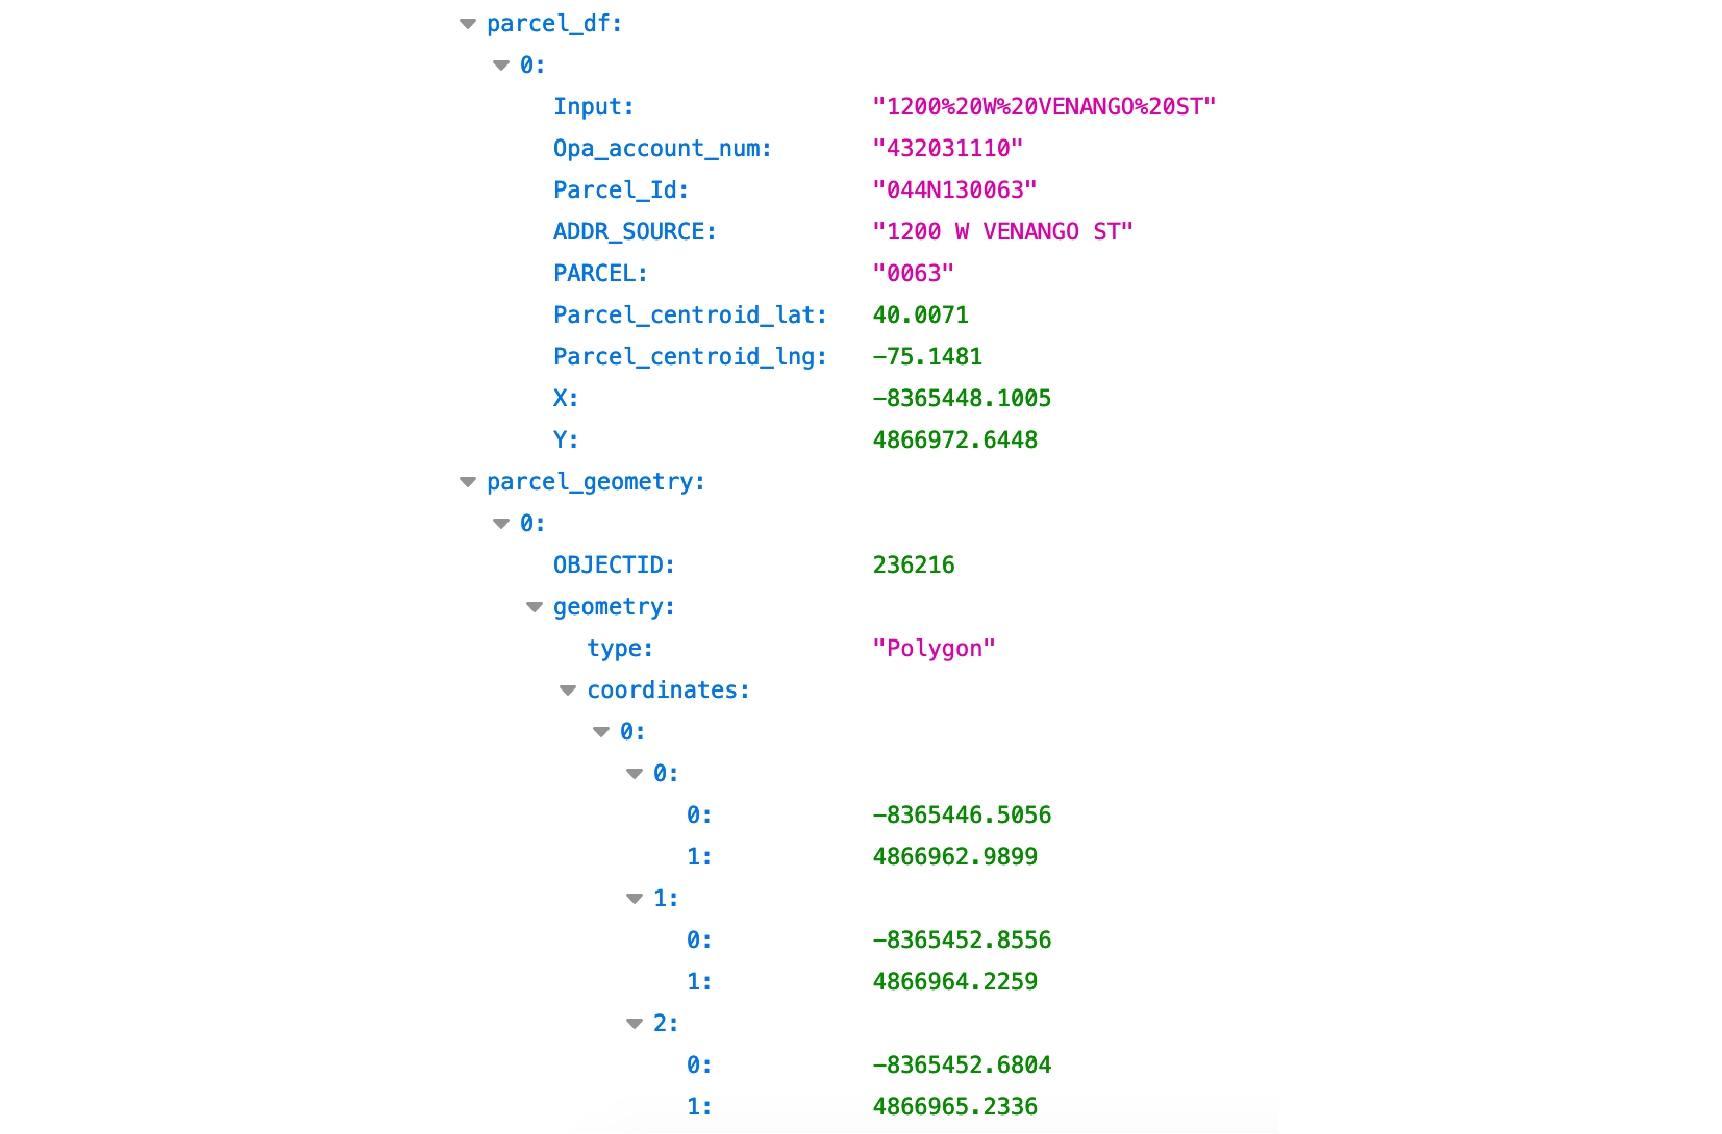 parcel_df:
0:
Input: "1200%20W%20VENANGO%20ST"
Opa_account_num: "432031110"
Parcel_Id: "044N130063"
ADDR_SOURCE: "1200 W VENANGO ST"
PARCEL: "0063"
Parcel_centroid_lat: 40.0071
Parcel_centroid_lng: -75.1481
X: -8365448.1005
Y: 4866972.6448
parcel_geometry:
0:
OBJECTID: 236216
geometry:
type: "Polygon"
coordinates:
0:
0:
0: -8365446.5056
1: 4866962.9899
1:
0: -8365452.8556
1: 4866964.2259
2:
0: -8365452.6804
1: 4866965.2336